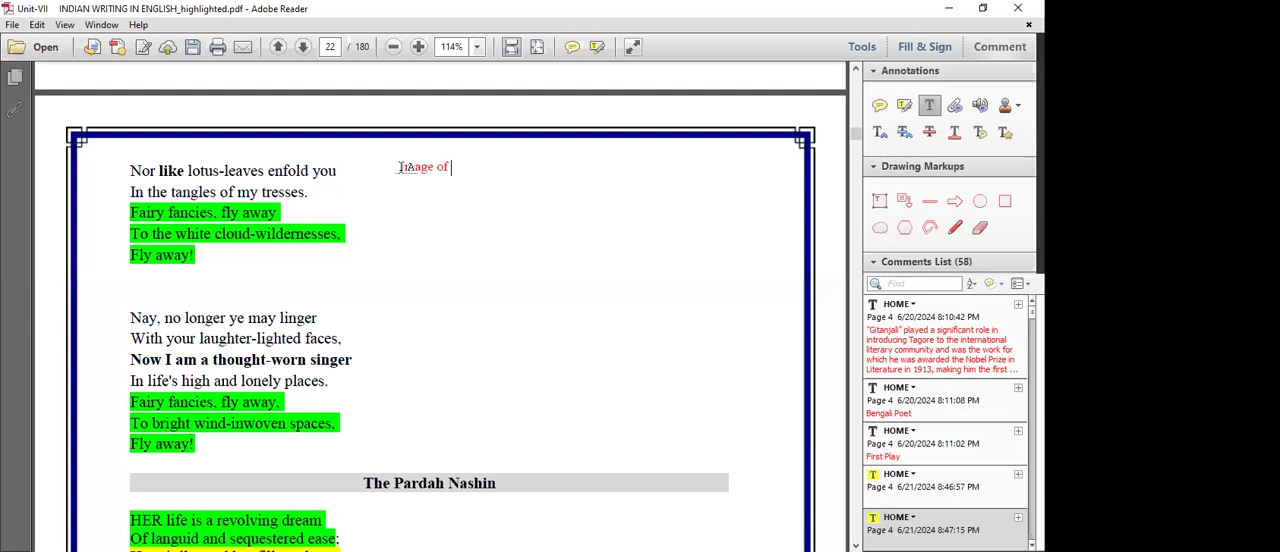 Unit-VII INDIAN WRITING IN ENGLISH_highlighted.pdf - Adobe Reader
File Edit View Window Help
Open 22 / 180 114% Tools Fill & Sign Comment
Nor like lotus-leaves enfold you
Image of
In the tangles of my tresses.
Fairy fancies, fly away
To the white cloud-wildernesses,
Fly away!
Nay, no longer ye may linger
With your laughter-lighted faces,
Now I am a thought-worn singer
In life's high and lonely places.
Fairy fancies, fly away,
To bright wind-inwoven spaces,
Fly away!
The Pardah Nashin
HER life is a revolving dream
Of languid and sequestered ease;
Annotations
Drawing Markups
Comments List (58)
Find
HOME
Page 4 6/20/2024 8:10:42 PM
"Gitanjali" played a significant role in
introducing Tagore to the international
literary community and was the work for
which he was awarded the Nobel Prize in
Literature in 1913, making him the first ...
HOME
Page 4 6/20/2024 8:11:08 PM
Bengali Poet
HOME
Page 4 6/20/2024 8:11:02 PM
First Play
HOME
Page 4 6/21/2024 8:46:57 PM
HOME
Page 4 6/21/2024 8:47:15 PM